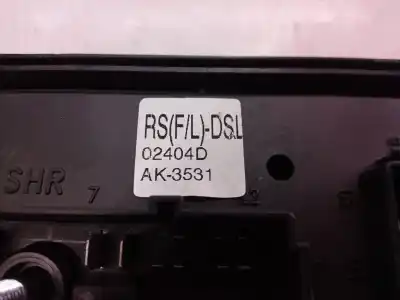 RS(F/L)-DSL
02404D
AK-3531
SHR 7